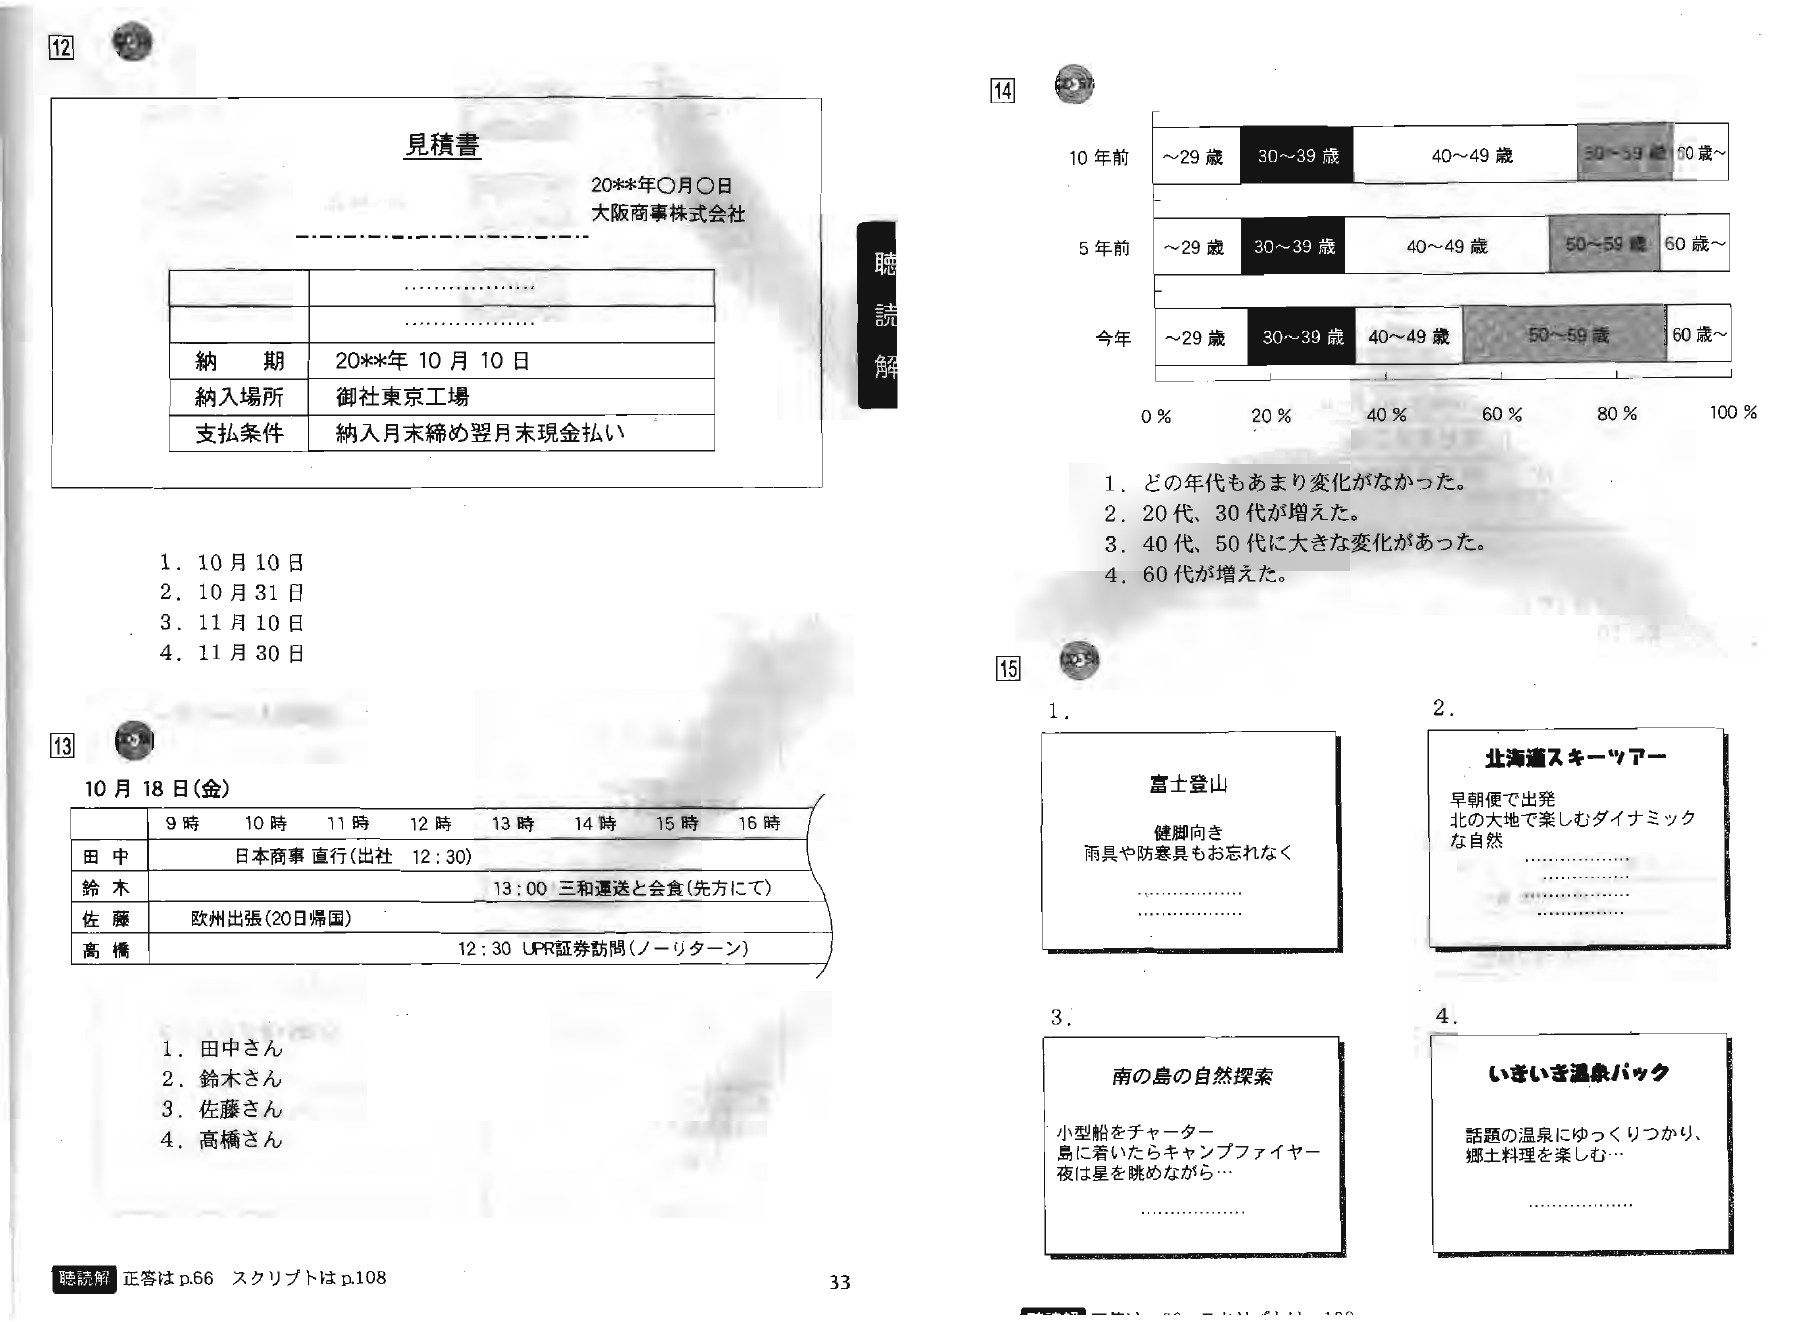 12
見積書
20**年〇月〇日
大阪商事株式会社
納　　期　20**年 10 月 10 日
納入場所　御社東京工場
支払条件　納入月末締め翌月末現金払い
1. 10 月 10 日
2. 10 月 31 日
3. 11 月 10 日
4. 11 月 30 日
13
10 月 18 日(金)
9 時　10 時　11 時　12 時　13 時　14 時　15 時　16 時
田 中　日本商事 直行(出社　12 : 30)
鈴 木　13 : 00 三和運送と会食(先方にて)
佐 藤　欧州出張(20日帰国)
高 橋　12 : 30 UPR証券訪問(ノーリターン)
1. 田中さん
2. 鈴木さん
3. 佐藤さん
4. 高橋さん
聴読解 正答は p.66　スクリプトは p.108
33
聴読解
14
10 年前　～29 歳　30～39 歳　40～49 歳　50～59 歳　60 歳～
5 年前　～29 歳　30～39 歳　40～49 歳　50～59 歳　60 歳～
今年　～29 歳　30～39 歳　40～49 歳　50～59 歳　60 歳～
0 %　20 %　40 %　60 %　80 %　100 %
1. どの年代もあまり変化がなかった。
2. 20 代、30 代が増えた。
3. 40 代、50 代に大きな変化があった。
4. 60 代が増えた。
15
1.
富士登山
健脚向き
雨具や防寒具もお忘れなく
2.
北海道スキーツアー
早朝便で出発
北の大地で楽しむダイナミック
な自然
3.
南の島の自然探索
小型船をチャーター
島に着いたらキャンプファイヤー
夜は星を眺めながら…
4.
いきいき温泉パック
話題の温泉にゆっくりつかり、
郷土料理を楽しむ…